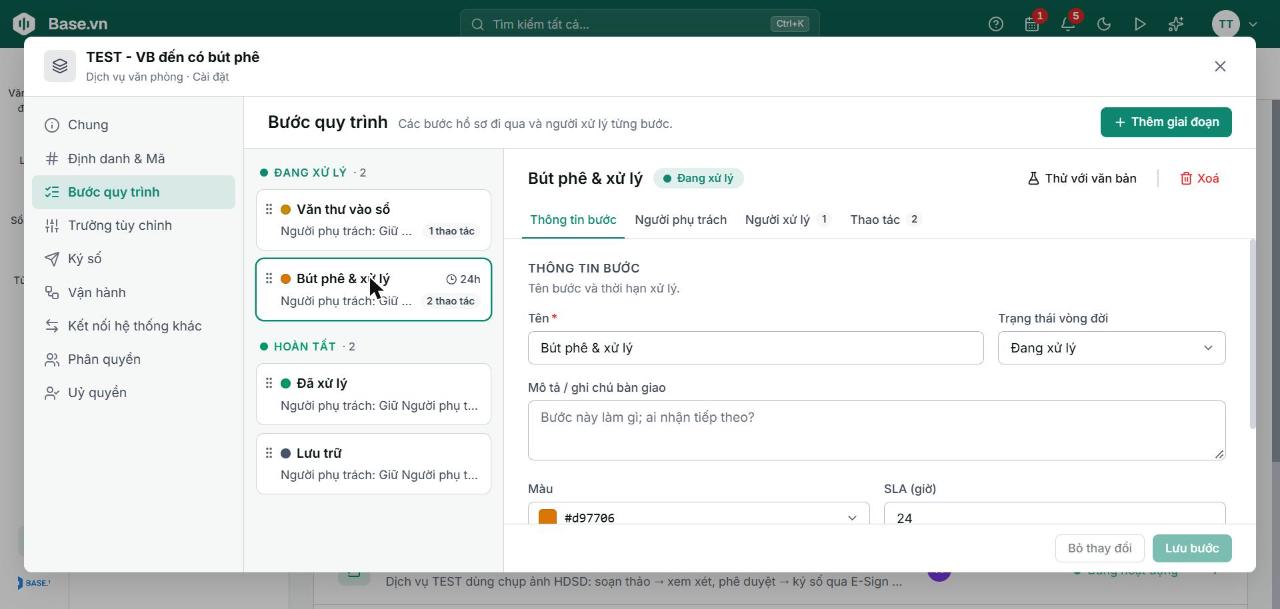 Base.vn
Tìm kiếm tất cả...
Ctrl+K
1
5
TT
TEST - VB đến có bút phê
Dịch vụ văn phòng · Cài đặt
Chung
Định danh & Mã
Bước quy trình
Trường tùy chỉnh
Ký số
Vận hành
Kết nối hệ thống khác
Phân quyền
Uỷ quyền
Bước quy trình
Các bước hồ sơ đi qua và người xử lý từng bước.
Thêm giai đoạn
ĐANG XỬ LÝ · 2
Văn thư vào sổ
Người phụ trách: Giữ ...
1 thao tác
Bút phê & xử lý
24h
Người phụ trách: Giữ ...
2 thao tác
HOÀN TẤT · 2
Đã xử lý
Người phụ trách: Giữ Người phụ t...
Lưu trữ
Người phụ trách: Giữ Người phụ t...
Bút phê & xử lý
Đang xử lý
Thử với văn bản
Xoá
Thông tin bước
Người phụ trách
Người xử lý 1
Thao tác 2
THÔNG TIN BƯỚC
Tên bước và thời hạn xử lý.
Tên *
Trạng thái vòng đời
Bút phê & xử lý
Đang xử lý
Mô tả / ghi chú bàn giao
Bước này làm gì; ai nhận tiếp theo?
Màu
SLA (giờ)
#d97706
24
Bỏ thay đổi
Lưu bước
BASE
Dịch vụ TEST dùng chụp ảnh HDSD: soạn thảo → xem xét, phê duyệt → ký số qua E-Sign ...